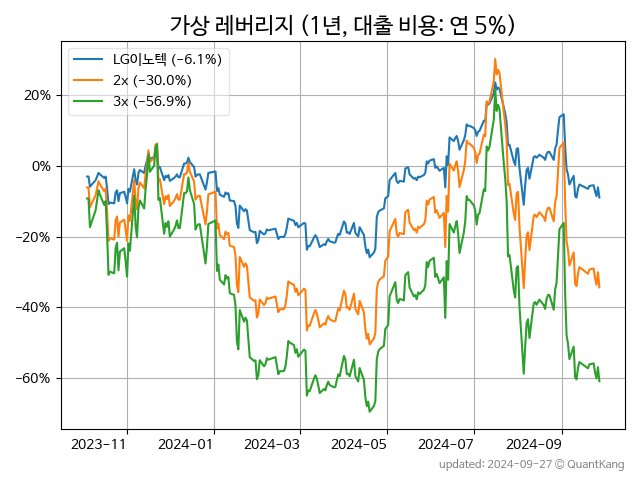 가상 레버리지 (1년, 대출 비용: 연 5%)
LG이노텍 (−6.1%)
2x (−30.0%)
3x (−56.9%)
20%
0%
−20%
−40%
−60%
2023-11 2024-01 2024-03 2024-05 2024-07 2024-09
updated: 2024-09-27 © QuantKang